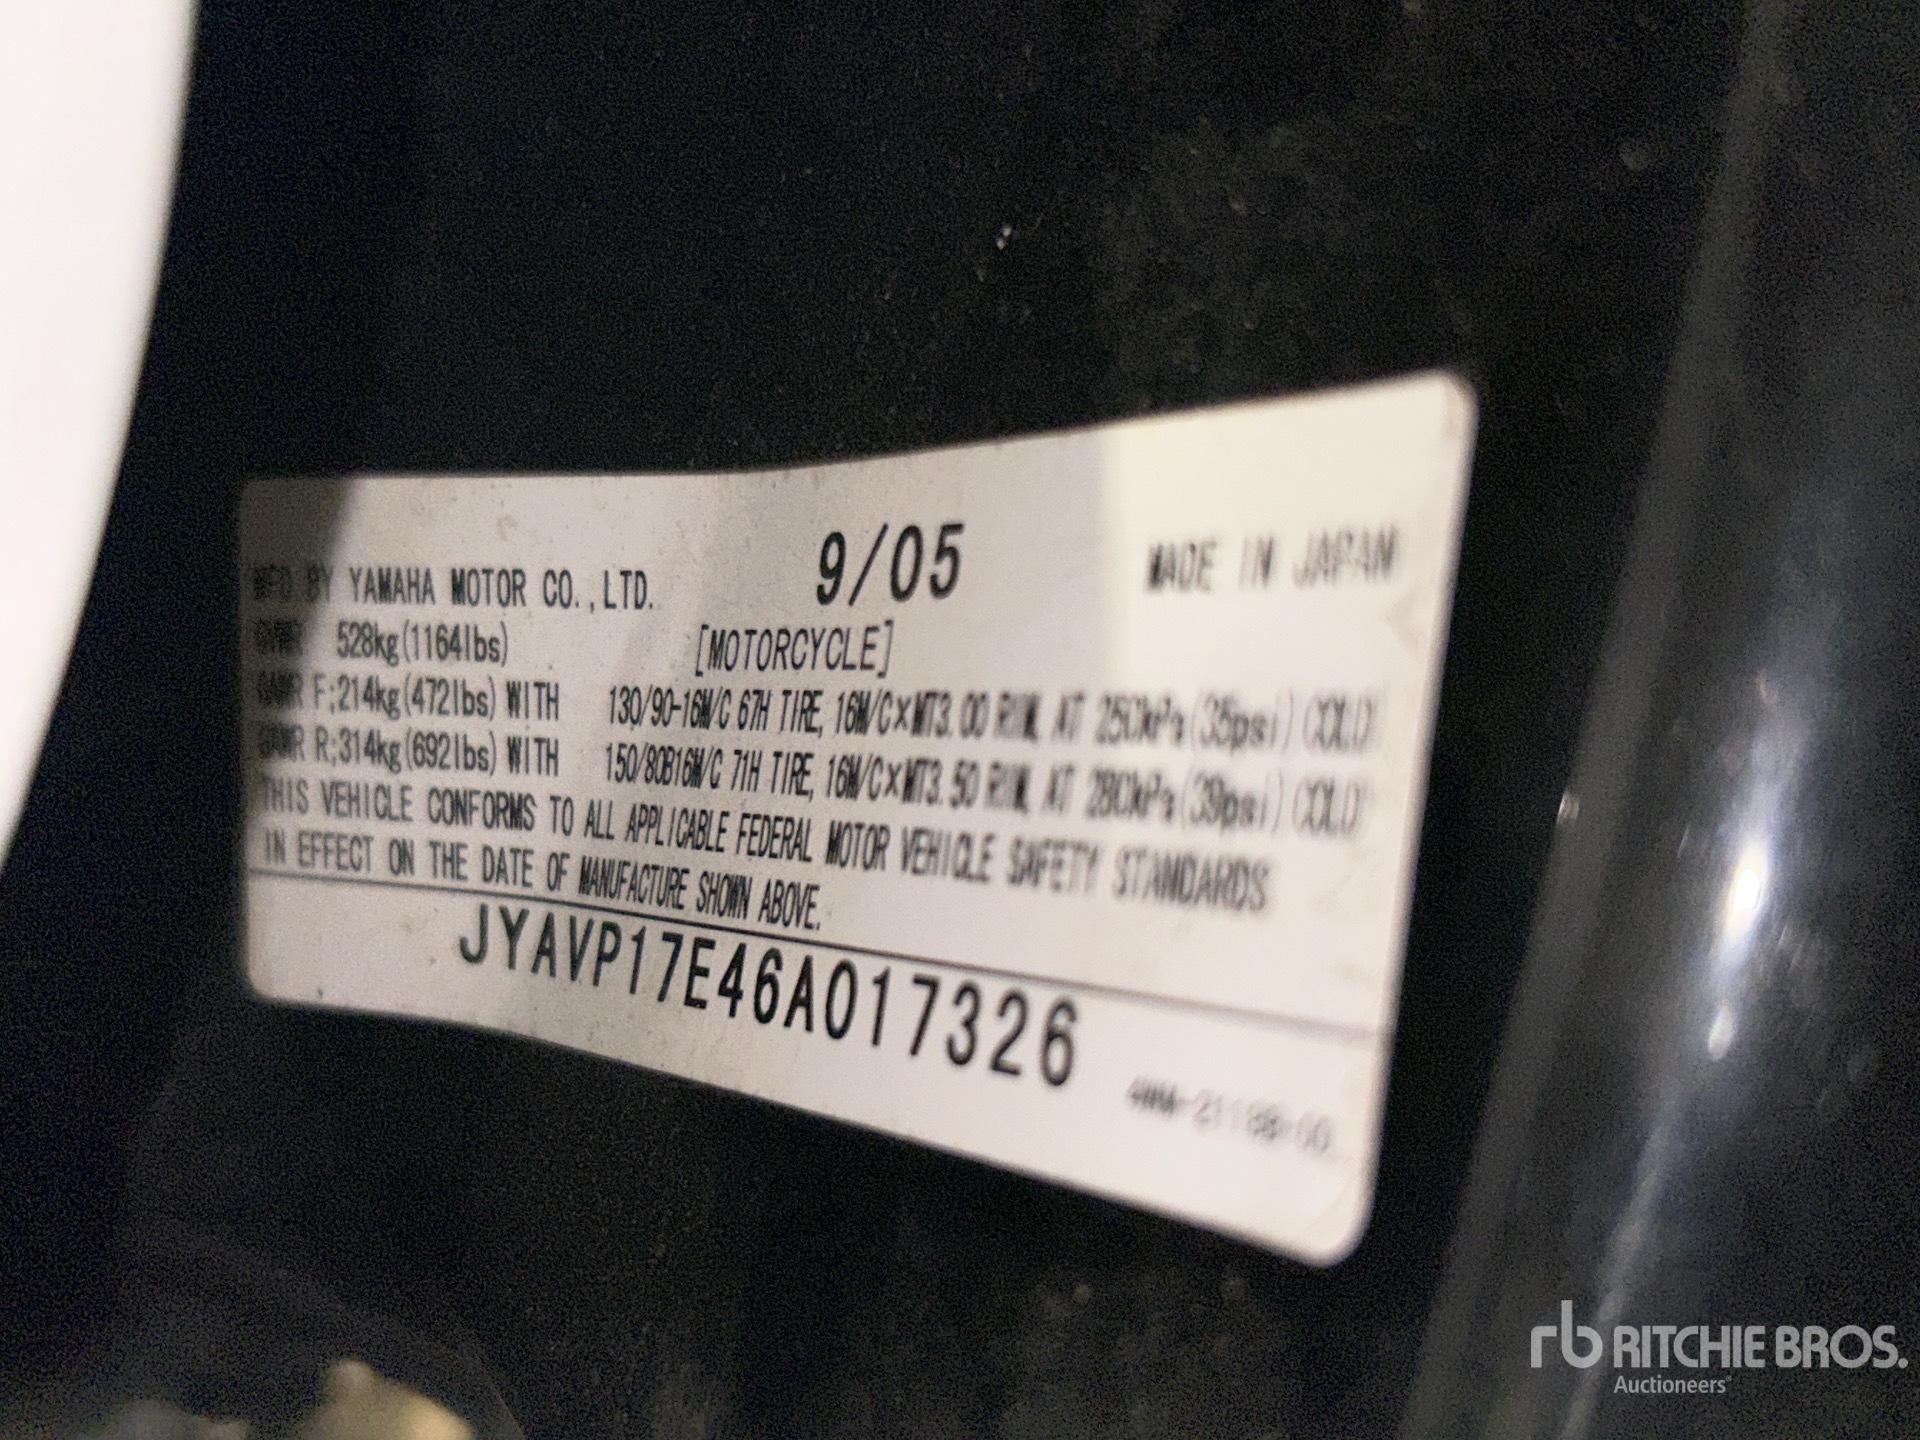 MFD. BY YAMAHA MOTOR CO.,LTD. 9/05 MADE IN JAPAN
GVWR 528kg(1164lbs) [MOTORCYCLE]
GAWR F;214kg(472lbs) WITH 130/90-16M/C 67H TIRE, 16M/C×MT3.00 RIM, AT 250kPa(35psi) COLD
GAWR R;314kg(692lbs) WITH 150/80B16M/C 71H TIRE, 16M/C×MT3.50 RIM, AT 280kPa(39psi) COLD
THIS VEHICLE CONFORMS TO ALL APPLICABLE FEDERAL MOTOR VEHICLE SAFETY STANDARDS
IN EFFECT ON THE DATE OF MANUFACTURE SHOWN ABOVE.
JYAVP17E46A017326
rb RITCHIE BROS.
Auctioneers